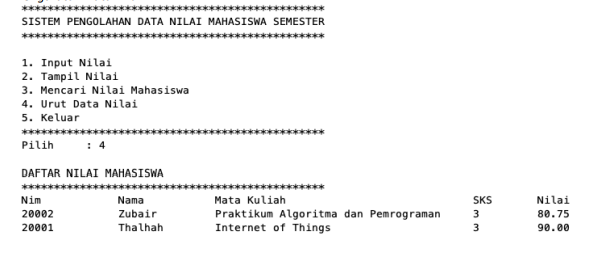 ************************************************
SISTEM PENGOLAHAN DATA NILAI MAHASISWA SEMESTER
************************************************
1. Input Nilai
2. Tampil Nilai
3. Mencari Nilai Mahasiswa
4. Urut Data Nilai
5. Keluar
************************************************
Pilih : 4
DAFTAR NILAI MAHASISWA
************************************************
Nim Nama Mata Kuliah SKS Nilai
20002 Zubair Praktikum Algoritma dan Pemrograman 3 80.75
20001 Thalhah Internet of Things 3 90.00